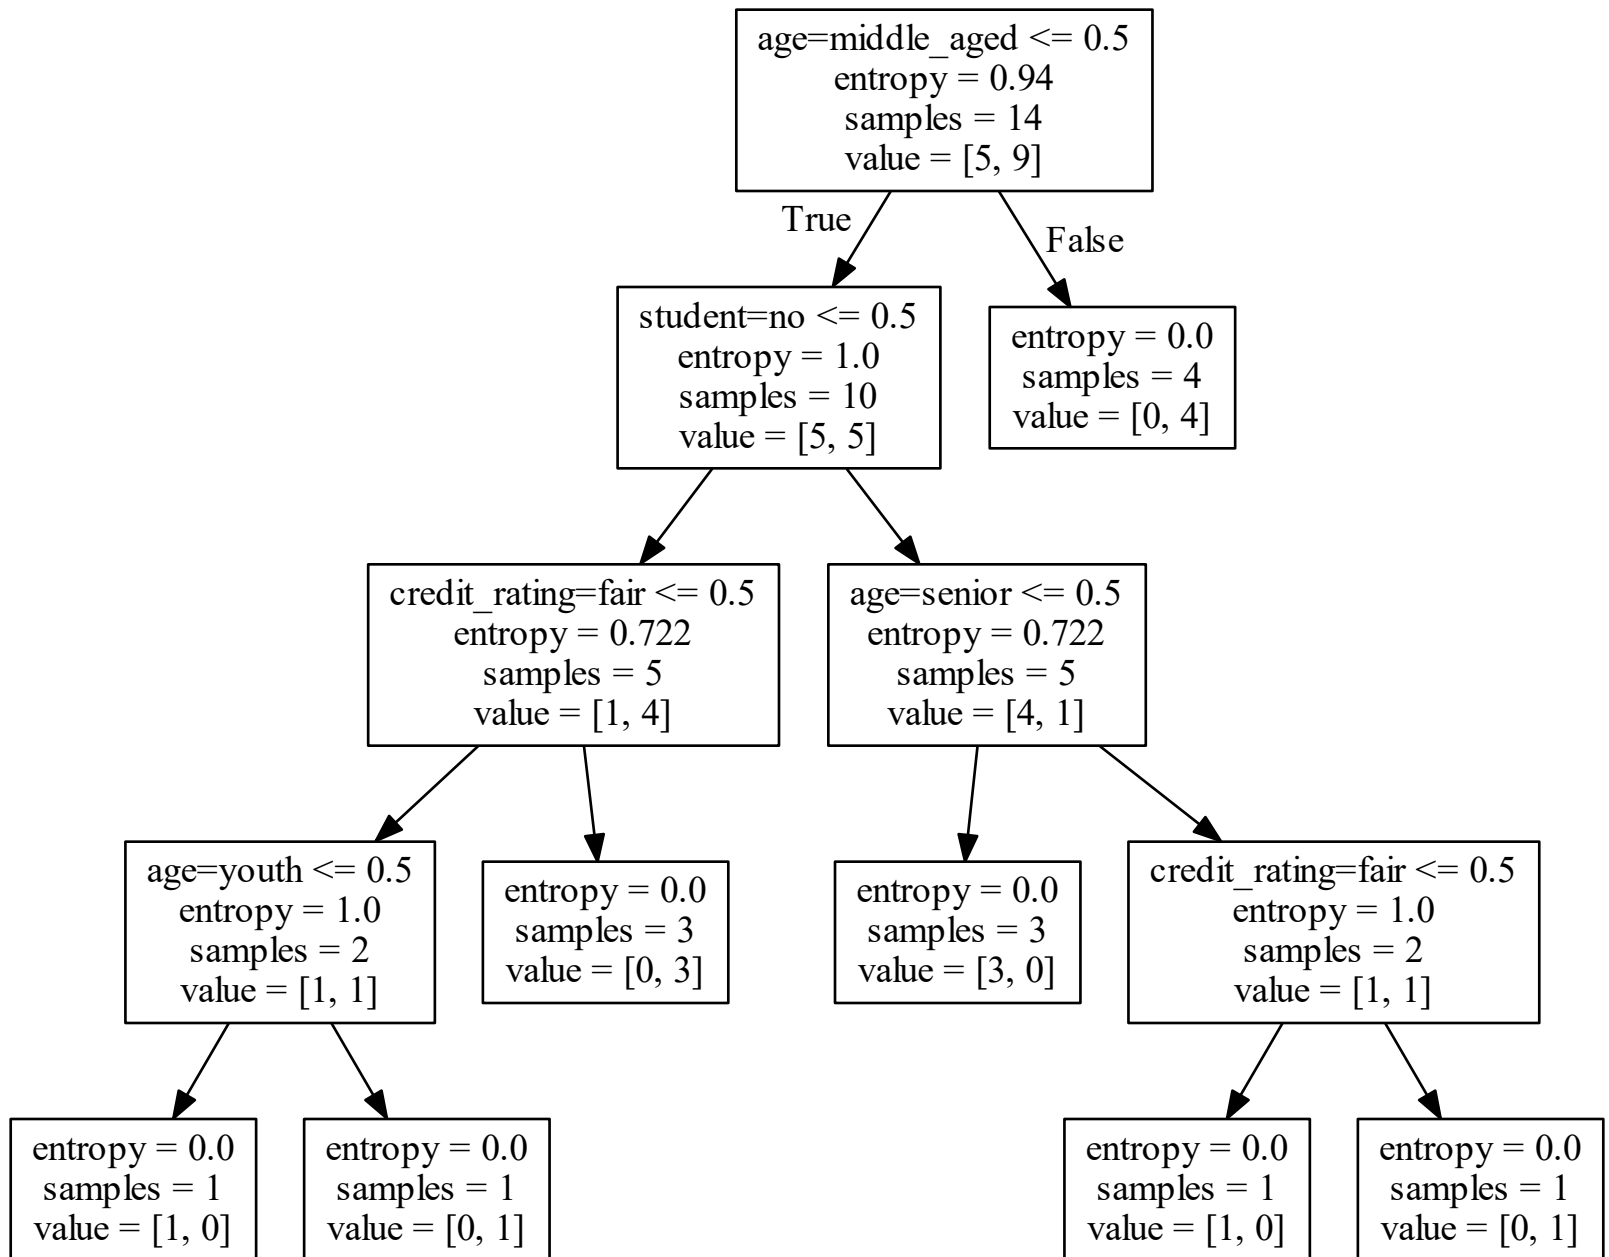 age=middle_aged <= 0.5
entropy = 0.94
samples = 14
value = [5, 9]
True
False
student=no <= 0.5
entropy = 1.0
samples = 10
value = [5, 5]
entropy = 0.0
samples = 4
value = [0, 4]
credit_rating=fair <= 0.5
entropy = 0.722
samples = 5
value = [1, 4]
age=senior <= 0.5
entropy = 0.722
samples = 5
value = [4, 1]
age=youth <= 0.5
entropy = 1.0
samples = 2
value = [1, 1]
entropy = 0.0
samples = 3
value = [0, 3]
entropy = 0.0
samples = 3
value = [3, 0]
credit_rating=fair <= 0.5
entropy = 1.0
samples = 2
value = [1, 1]
entropy = 0.0
samples = 1
value = [1, 0]
entropy = 0.0
samples = 1
value = [0, 1]
entropy = 0.0
samples = 1
value = [1, 0]
entropy = 0.0
samples = 1
value = [0, 1]